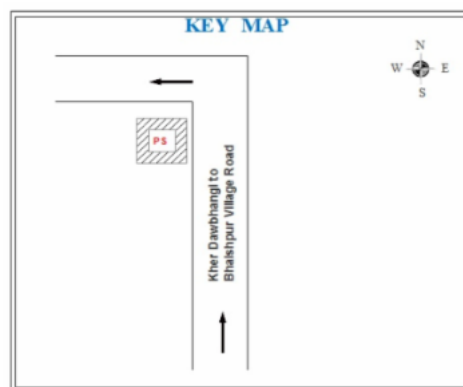 KEY MAP
N
W E
S
PS
Kher Dawbhangi to
Bhaishpur Village Road